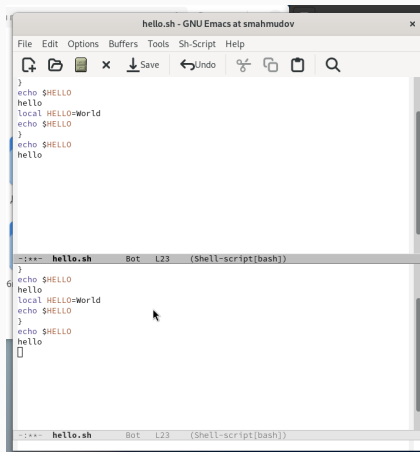 hello.sh - GNU Emacs at smahmudov
File Edit Options Buffers Tools Sh-Script Help
Save Undo
}
echo $HELLO
hello
local HELLO=World
echo $HELLO
}
echo $HELLO
hello
-:**- hello.sh Bot L23 (Shell-script[bash])
}
echo $HELLO
hello
local HELLO=World
echo $HELLO
}
echo $HELLO
hello
-:**- hello.sh Bot L23 (Shell-script[bash])